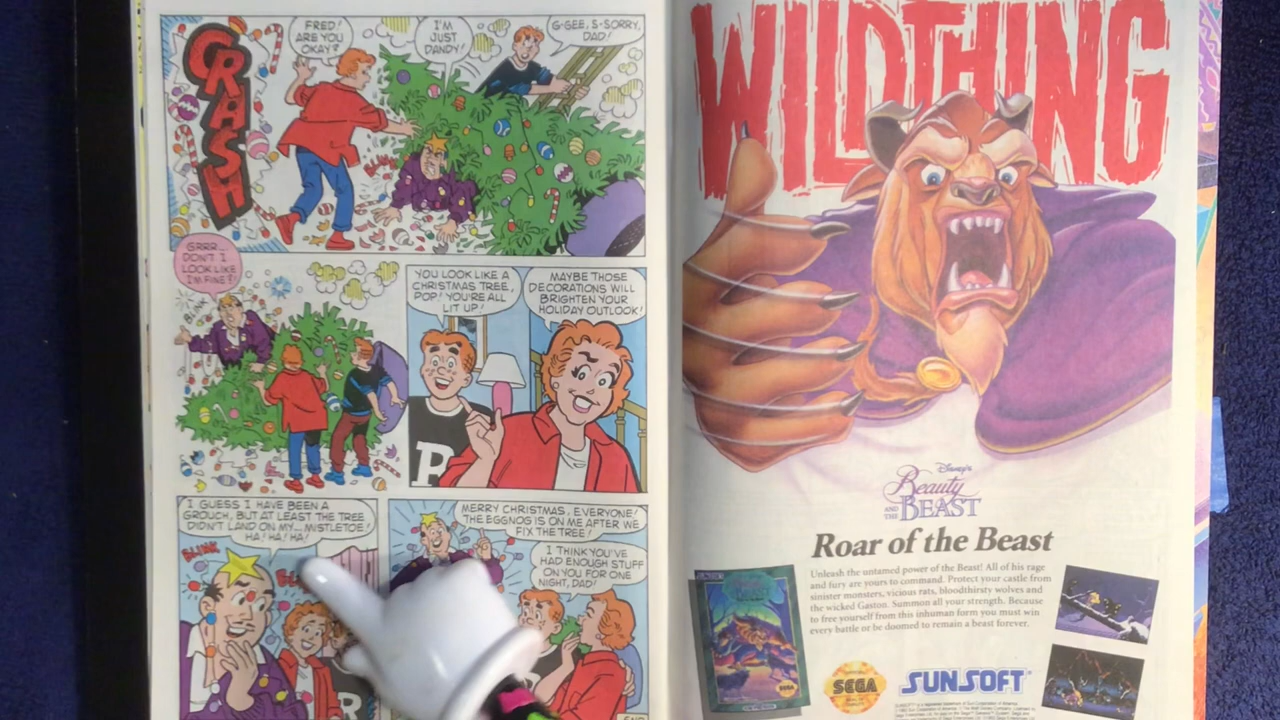 CRASH
FRED!
ARE YOU
OKAY?
I'M
JUST
DANDY!
G-GEE, S-SORRY,
DAD!
GRRR...
DON'T I
LOOK LIKE
I'M FINE?!
BLINK
YOU LOOK LIKE A
CHRISTMAS TREE,
POP! YOU'RE ALL
LIT UP!
MAYBE THOSE
DECORATIONS WILL
BRIGHTEN YOUR
HOLIDAY OUTLOOK!
R
I GUESS I HAVE BEEN A
GROUCH, BUT AT LEAST THE TREE
DIDN'T LAND ON MY... MISTLETOE!
HA! HA! HA!
BLINK
R
MERRY CHRISTMAS, EVERYONE!
THE EGGNOG IS ON ME AFTER WE
FIX THE TREE!
I THINK YOU'VE
HAD ENOUGH STUFF
ON YOU FOR ONE
NIGHT, DAD!
END
WILD THING
Disney's
Beauty
AND THE
BEAST
Roar of the Beast
Unleash the untamed power of the Beast! All of his rage
and fury are yours to command. Protect your castle from
sinister monsters, vicious rats, bloodthirsty wolves and
the wicked Gaston. Summon all your strength. Because
to free yourself from this inhuman form you must win
every battle or be doomed to remain a beast forever.
SEGA
SUNSOFT